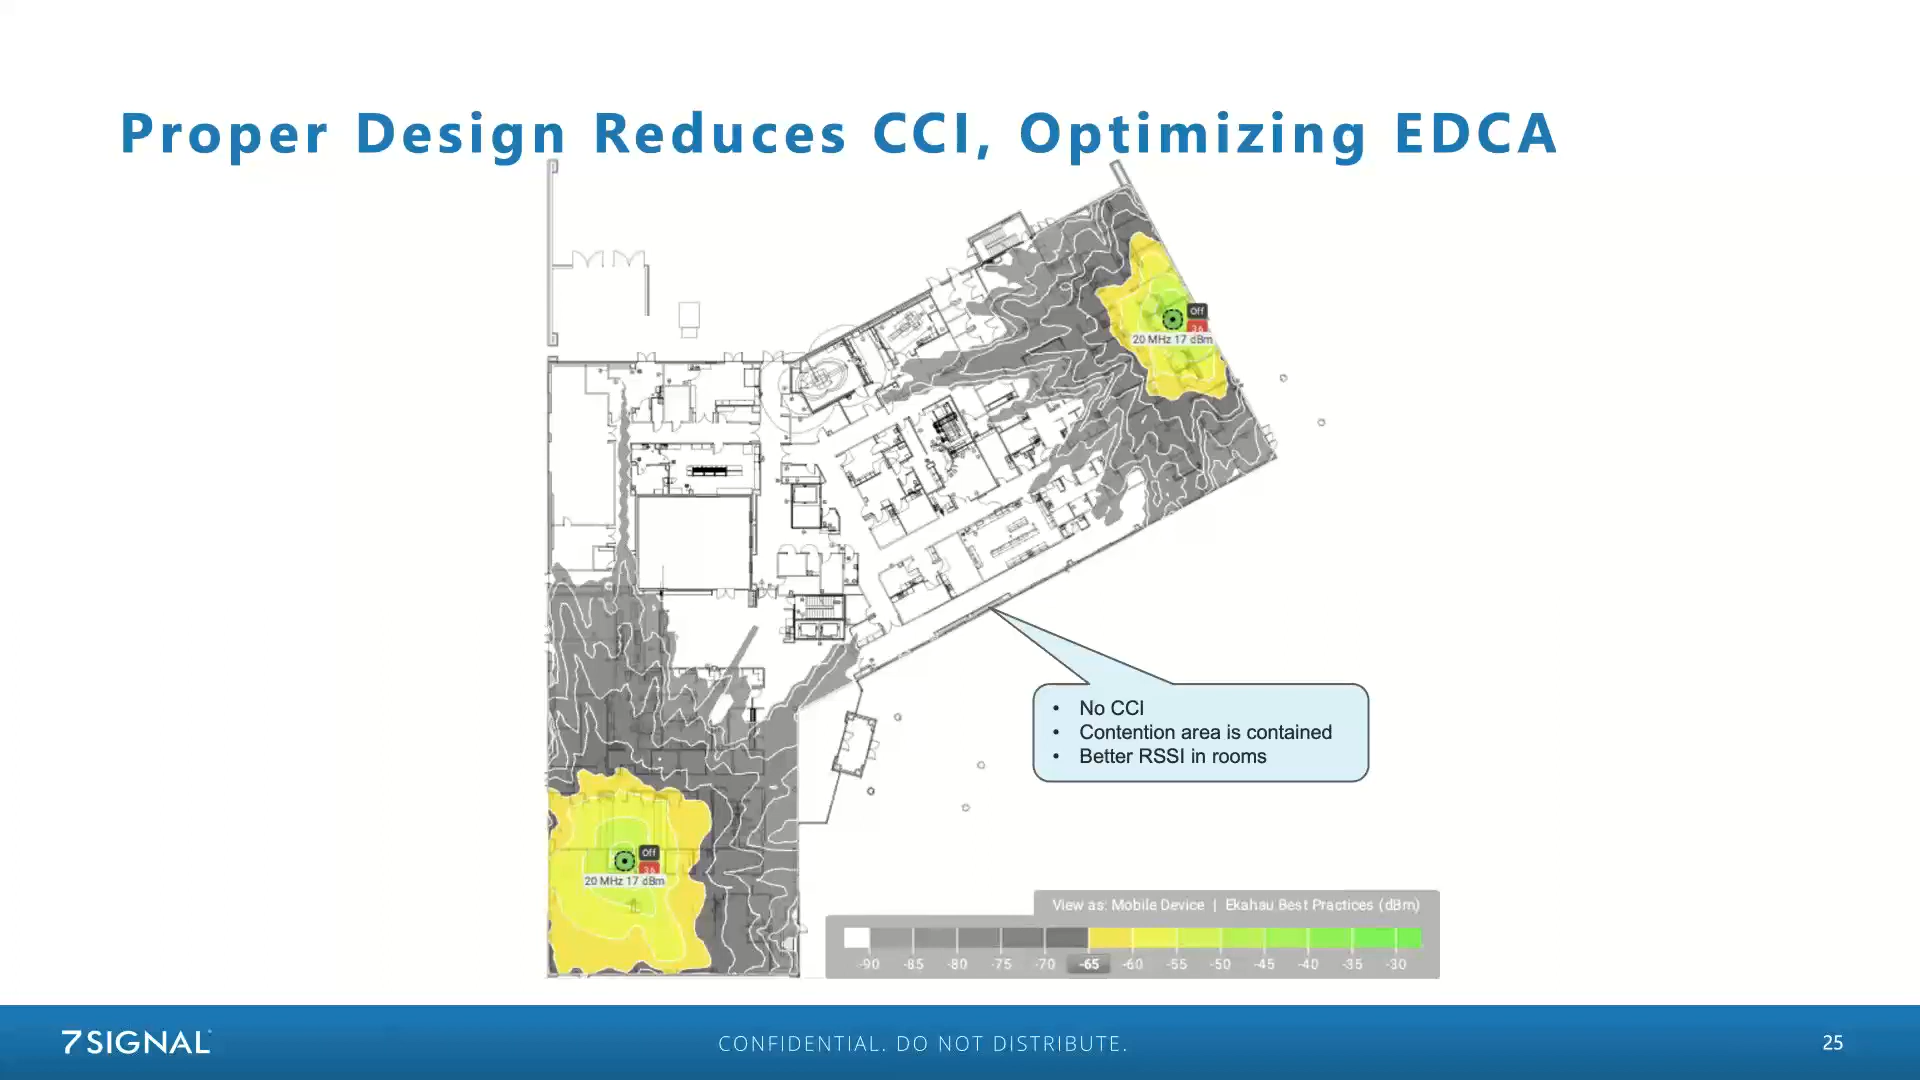 Proper Design Reduces CCI, Optimizing EDCA
Off
36
20 MHz 17 dBm
• No CCI
• Contention area is contained
• Better RSSI in rooms
Off
36
20 MHz 17 dBm
View as: Mobile Device | Ekahau Best Practices (dBm)
-90 -85 -80 -75 -70 -65 -60 -55 -50 -45 -40 -35 -30
7SIGNAL
CONFIDENTIAL. DO NOT DISTRIBUTE.
25